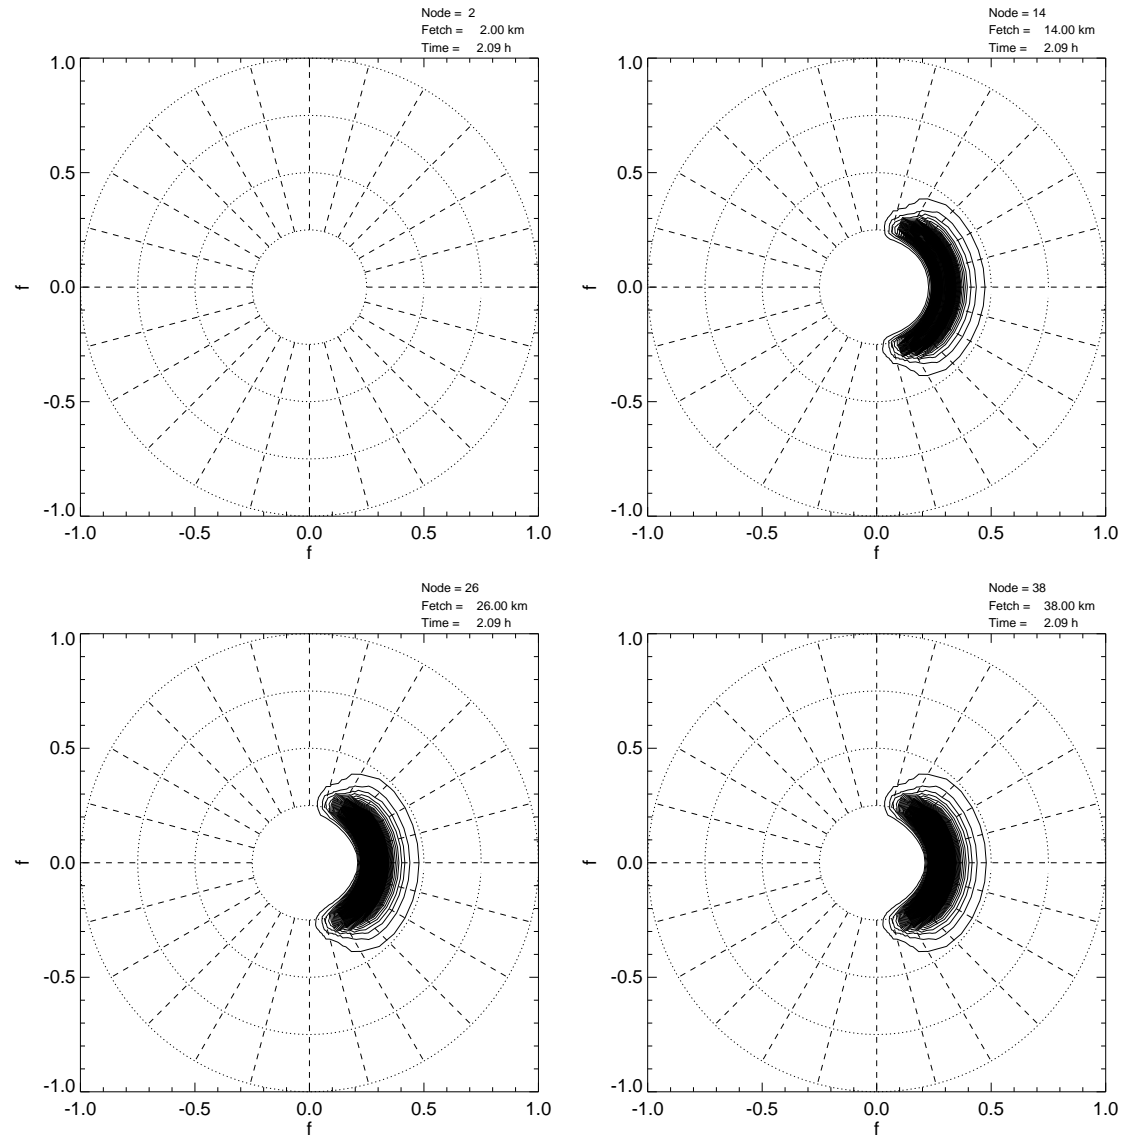 Node = 2
Fetch = 2.00 km
Time = 2.09 h
1.0
0.5
0.0
-0.5
-1.0
f
-1.0 -0.5 0.0 0.5 1.0
f
Node = 14
Fetch = 14.00 km
Time = 2.09 h
1.0
0.5
0.0
-0.5
-1.0
f
-1.0 -0.5 0.0 0.5 1.0
f
Node = 26
Fetch = 26.00 km
Time = 2.09 h
1.0
0.5
0.0
-0.5
-1.0
f
-1.0 -0.5 0.0 0.5 1.0
f
Node = 38
Fetch = 38.00 km
Time = 2.09 h
1.0
0.5
0.0
-0.5
-1.0
f
-1.0 -0.5 0.0 0.5 1.0
f